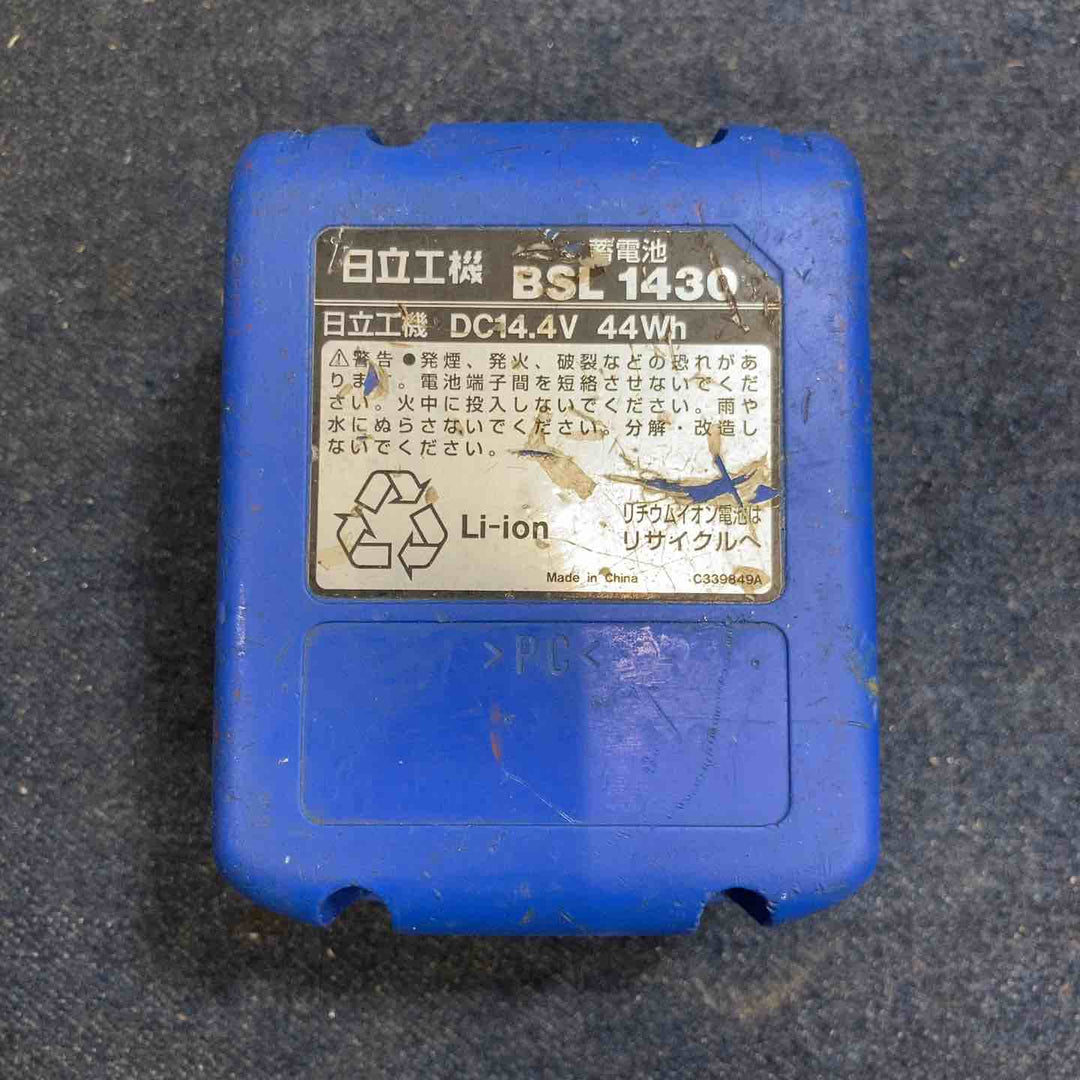 蓄電池
日立工機 BSL 1430
日立工機 DC14.4V 44Wh
⚠警告 ●発煙、発火、破裂などの恐れがあ
ります。電池端子間を短絡させないでくだ
さい。火中に投入しないでください。雨や
水にぬらさないでください。分解・改造し
ないでください。
Li-ion
リチウムイオン電池は
リサイクルへ
Made in China C339849A
>PC<